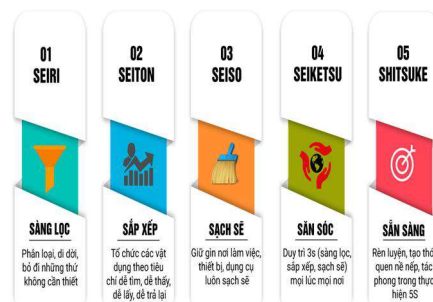 01
SEIRI
SÀNG LỌC
Phân loại, di dời,
bỏ đi những thứ
không cần thiết
02
SEITON
SẮP XẾP
Tổ chức các vật
dụng theo tiêu
chí dễ tìm, dễ thấy,
dễ lấy, dễ trả lại
03
SEISO
SẠCH SẼ
Giữ gìn nơi làm việc,
thiết bị, dụng cụ
luôn sạch sẽ
04
SEIKETSU
SĂN SÓC
Duy trì 3s (sàng lọc,
sắp xếp, sạch sẽ)
mọi lúc mọi nơi
05
SHITSUKE
SẴN SÀNG
Rèn luyện, tạo thó
quen nề nếp, tác
phong trong thực
hiện 5S